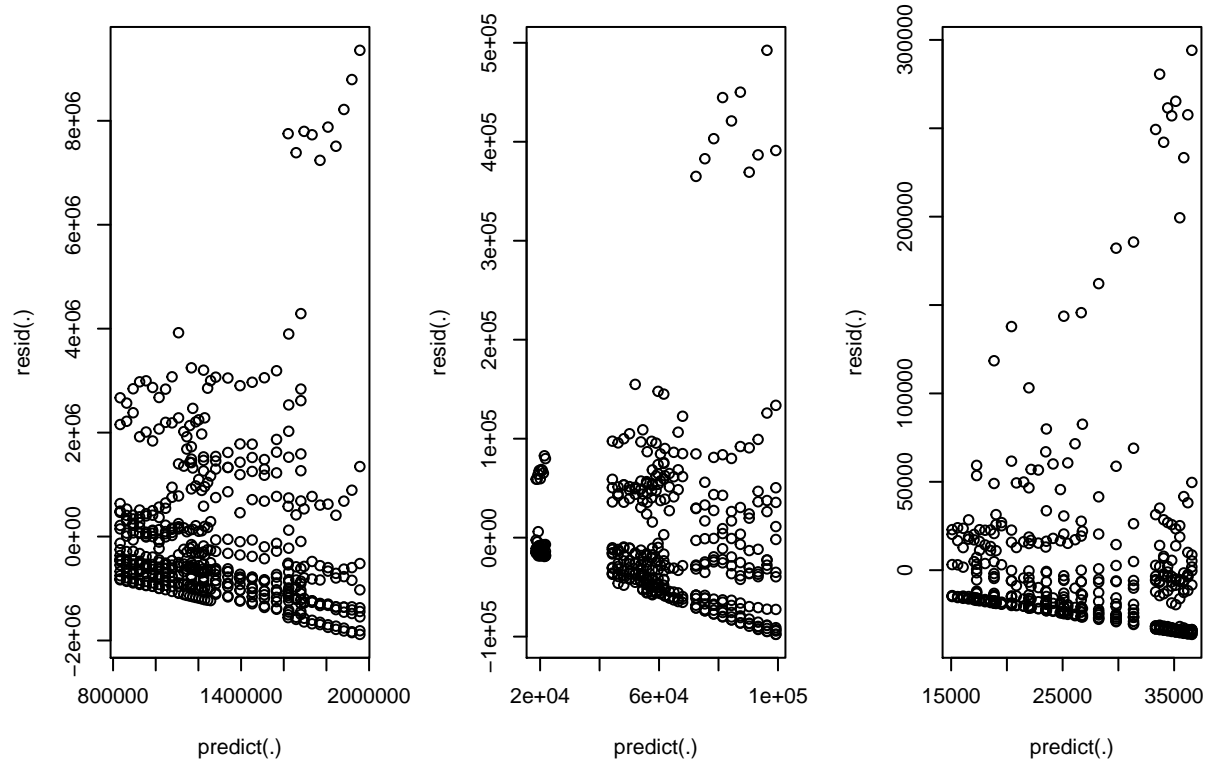 8e+06
6e+06
4e+06
2e+06
0e+00
−2e+06
resid(.)
800000 1400000 2000000
predict(.)
5e+05
4e+05
3e+05
2e+05
1e+05
0e+00
−1e+05
resid(.)
2e+04 6e+04 1e+05
predict(.)
300000
200000
100000
50000
0
resid(.)
15000 25000 35000
predict(.)